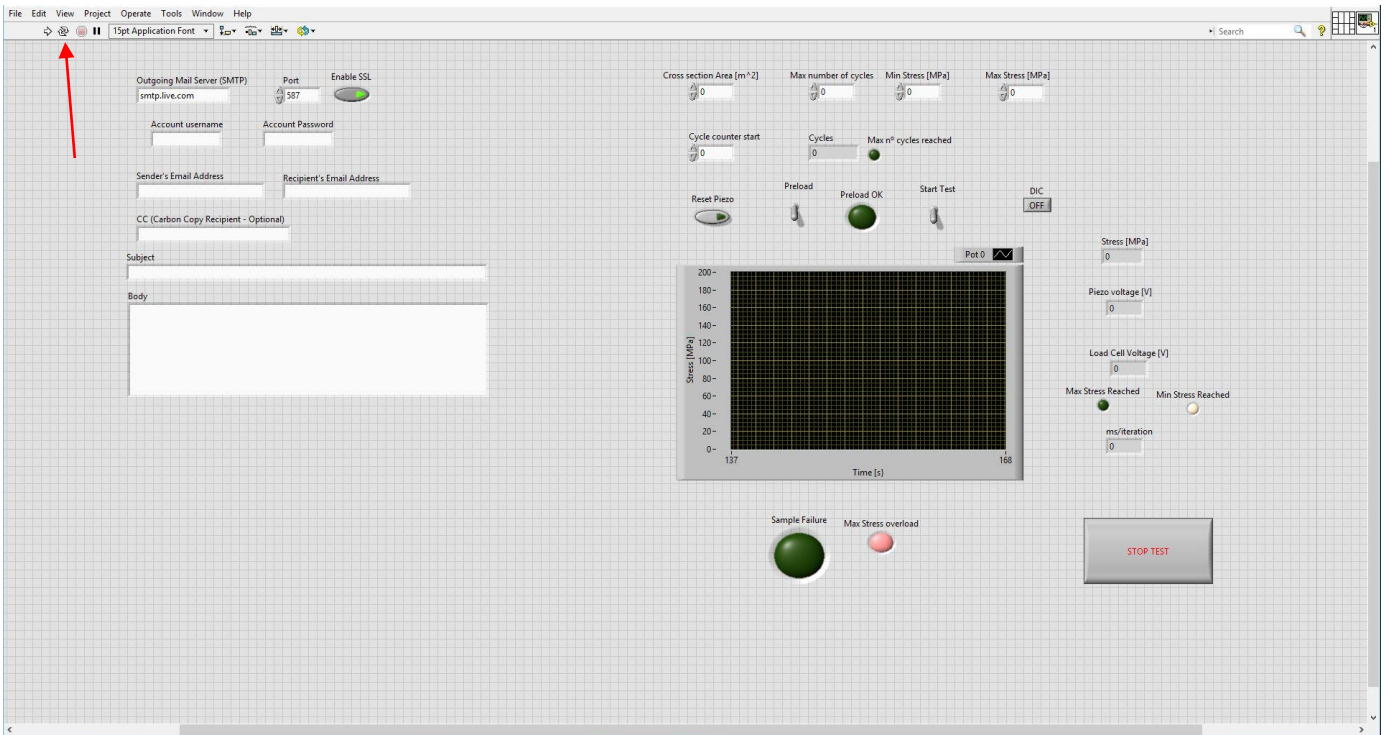 File Edit View Project Operate Tools Window Help
15pt Application Font
Search
1
Outgoing Mail Server (SMTP) Port Enable SSL
smtp.live.com 587
Account username Account Password
Sender's Email Address Recipient's Email Address
CC (Carbon Copy Recipient - Optional)
Subject
Body
Cross section Area [m^2] Max number of cycles Min Stress [MPa] Max Stress [MPa]
0 0 0 0
Cycle counter start Cycles Max nº cycles reached
0 0
Reset Piezo Preload Preload OK Start Test DIC
OFF
Pot 0
200
180
160
140
120
100
80
60
40
20
0
Stress [MPa]
137 168
Time [s}
Stress [MPa]
0
Piezo voltage [V]
0
Load Cell Voltage [V]
0
Max Stress Reached Min Stress Reached
ms/iteration
0
Sample Failure Max Stress overload
STOP TEST